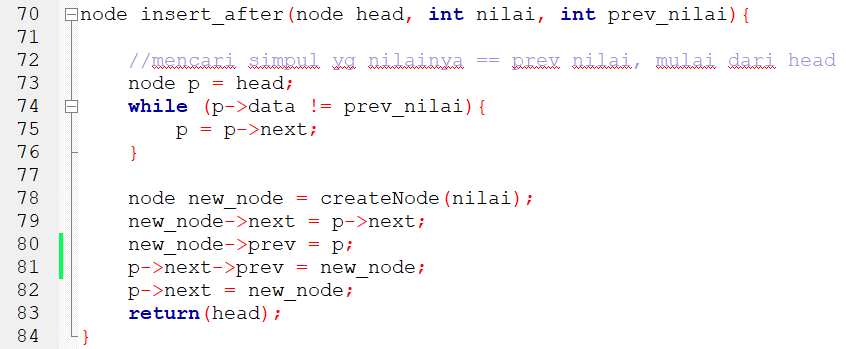 70 node insert_after(node head, int nilai, int prev_nilai){
71
72 //mencari simpul yg nilainya == prev nilai, mulai dari head
73 node p = head;
74 while (p->data != prev_nilai){
75 p = p->next;
76 }
77
78 node new_node = createNode(nilai);
79 new_node->next = p->next;
80 new_node->prev = p;
81 p->next->prev = new_node;
82 p->next = new_node;
83 return(head);
84 }